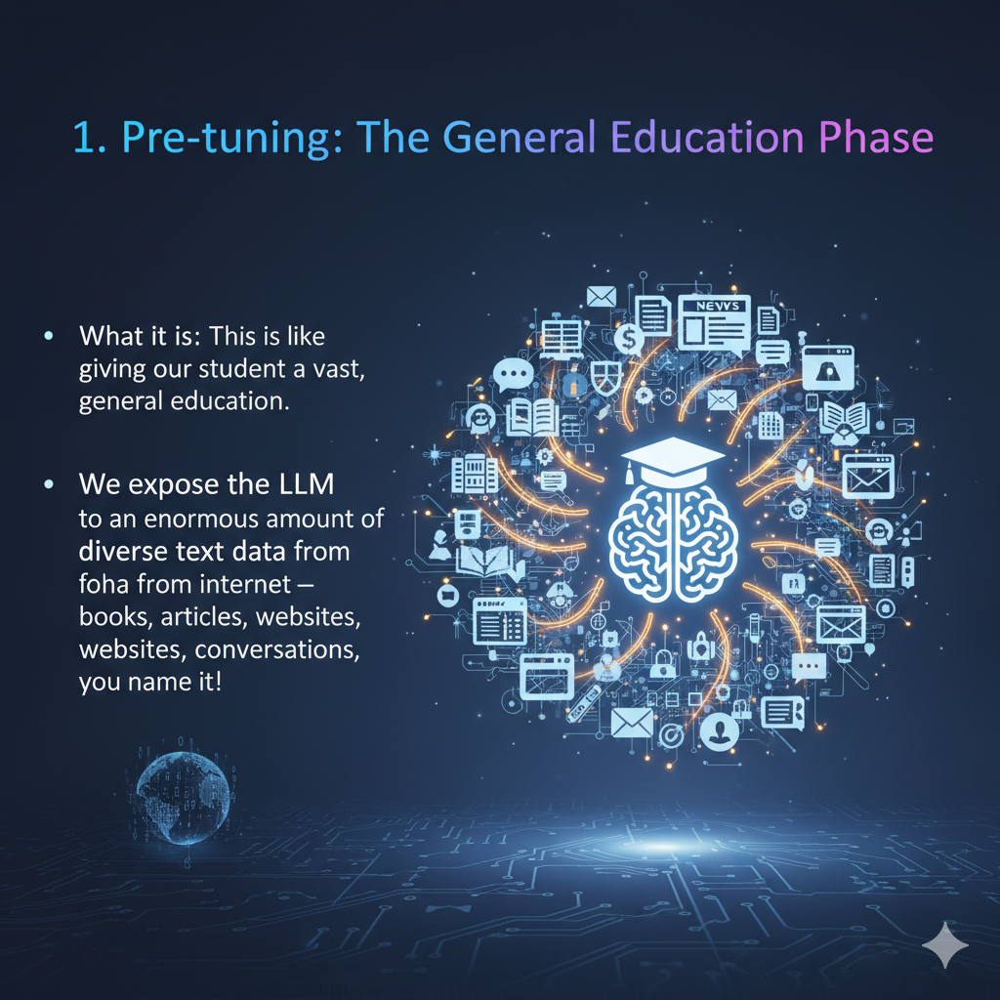 1. Pre-tuning: The General Education Phase
• What it is: This is like
giving our student a vast,
general education.
• We expose the LLM
to an enormous amount of
diverse text data from
foha from internet –
books, articles, websites,
websites, conversations,
you name it!
NEWS